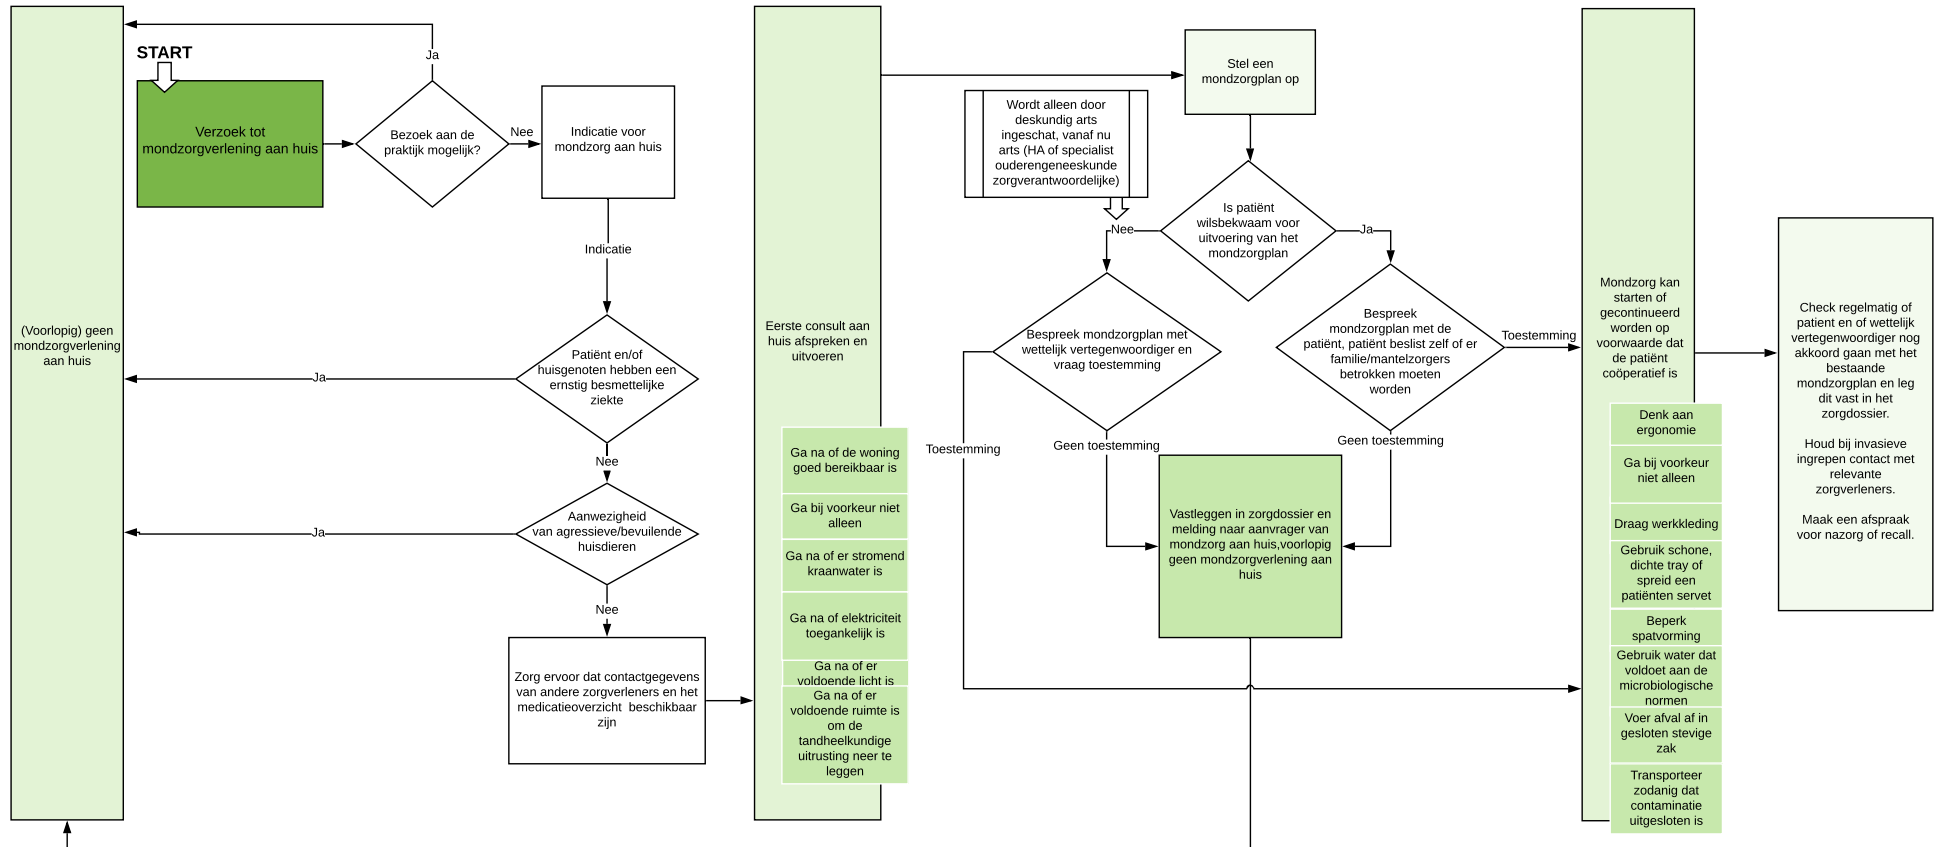 START
Verzoek tot
mondzorgverlening aan huis
Ja
Bezoek aan de
praktijk mogelijk?
Nee
Indicatie voor
mondzorg aan huis
Indicatie
(Voorlopig) geen
mondzorgverlening
aan huis
Patiënt en/of
huisgenoten hebben een
ernstig besmettelijke
ziekte
Ja
Nee
Aanwezigheid
van agressieve/bevuilende
huisdieren
Ja
Nee
Zorg ervoor dat contactgegevens
van andere zorgverleners en het
medicatieoverzicht  beschikbaar
zijn
Eerste consult aan
huis afspreken en
uitvoeren
Ga na of de woning
goed bereikbaar is
Ga bij voorkeur niet
alleen
Ga na of er stromend
kraanwater is
Ga na of elektriciteit
toegankelijk is
Ga na of er
voldoende licht is
Ga na of er
voldoende ruimte is
om de
tandheelkundige
uitrusting neer te
leggen
Stel een
mondzorgplan op
Wordt alleen door
deskundig arts
ingeschat, vanaf nu
arts (HA of specialist
ouderengeneeskunde
zorgverantwoordelijke)
Is patiënt
wilsbekwaam voor
uitvoering van het
mondzorgplan
Nee
Ja
Bespreek mondzorgplan met
wettelijk vertegenwoordiger en
vraag toestemming
Bespreek
mondzorgplan met de
patiënt, patiënt beslist zelf of er
familie/mantelzorgers
betrokken moeten
worden
Toestemming
Toestemming
Geen toestemming
Geen toestemming
Vastleggen in zorgdossier en
melding naar aanvrager van
mondzorg aan huis,voorlopig
geen mondzorgverlening aan
huis
Mondzorg kan
starten of
gecontinueerd
worden op
voorwaarde dat
de patiënt
coöperatief is
Denk aan
ergonomie
Ga bij voorkeur
niet alleen
Draag werkkleding
Gebruik schone,
dichte tray of
spreid een
patiënten servet
Beperk
spatvorming
Gebruik water dat
voldoet aan de
microbiologische
normen
Voer afval af in
gesloten stevige
zak
Transporteer
zodanig dat
contaminatie
uitgesloten is
Check regelmatig of
patient en of wettelijk
vertegenwoordiger nog
akkoord gaan met het
bestaande
mondzorgplan en leg
dit vast in het
zorgdossier.
Houd bij invasieve
ingrepen contact met
relevante
zorgverleners.
Maak een afspraak
voor nazorg of recall.